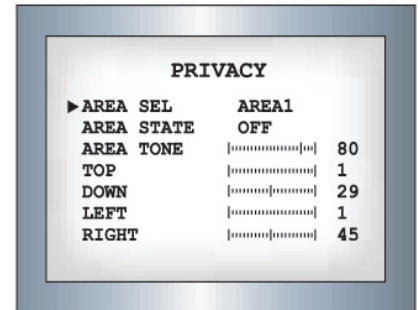 PRIVACY
▶AREA SEL AREA1
AREA STATE OFF
AREA TONE 80
TOP 1
DOWN 29
LEFT 1
RIGHT 45